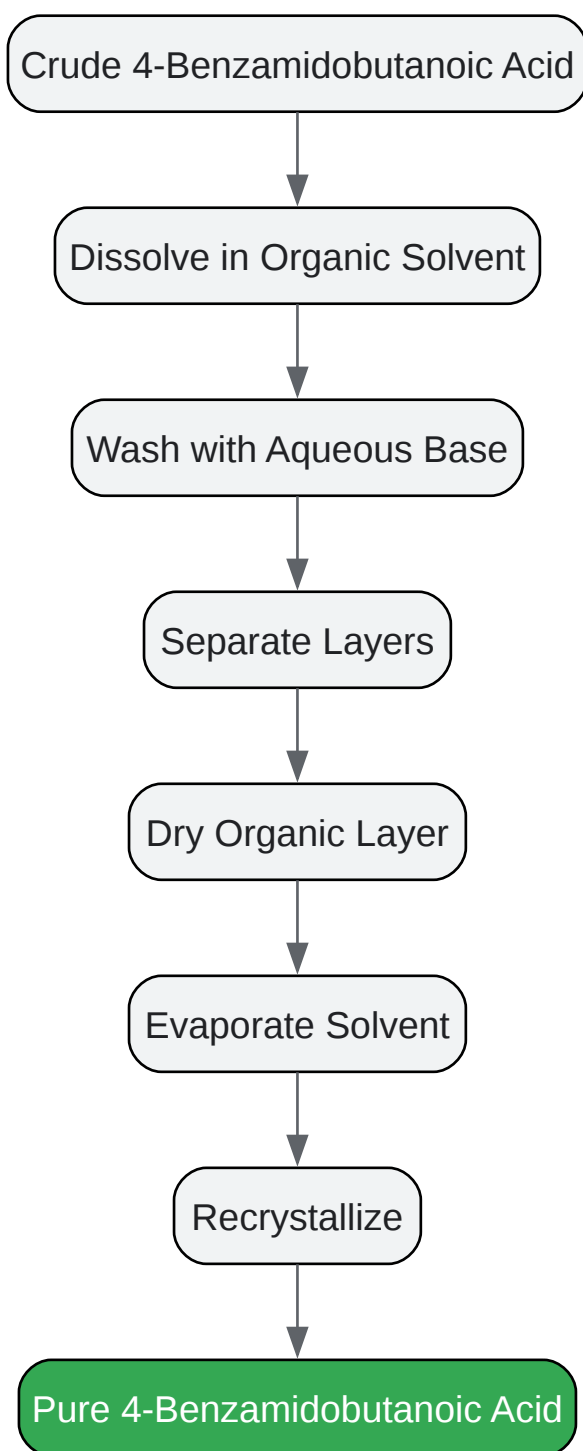 Crude 4-Benzamidobutanoic Acid
Dissolve in Organic Solvent
Wash with Aqueous Base
Separate Layers
Dry Organic Layer
Evaporate Solvent
Recrystallize
Pure 4-Benzamidobutanoic Acid